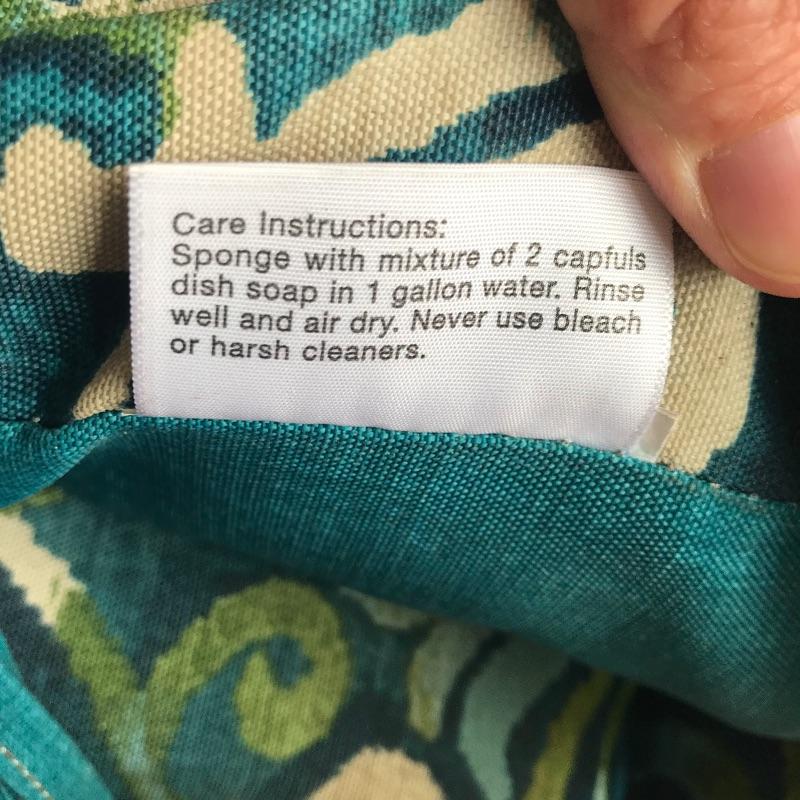 Care Instructions:
Sponge with mixture of 2 capfuls
dish soap in 1 gallon water. Rinse
well and air dry. Never use bleach
or harsh cleaners.